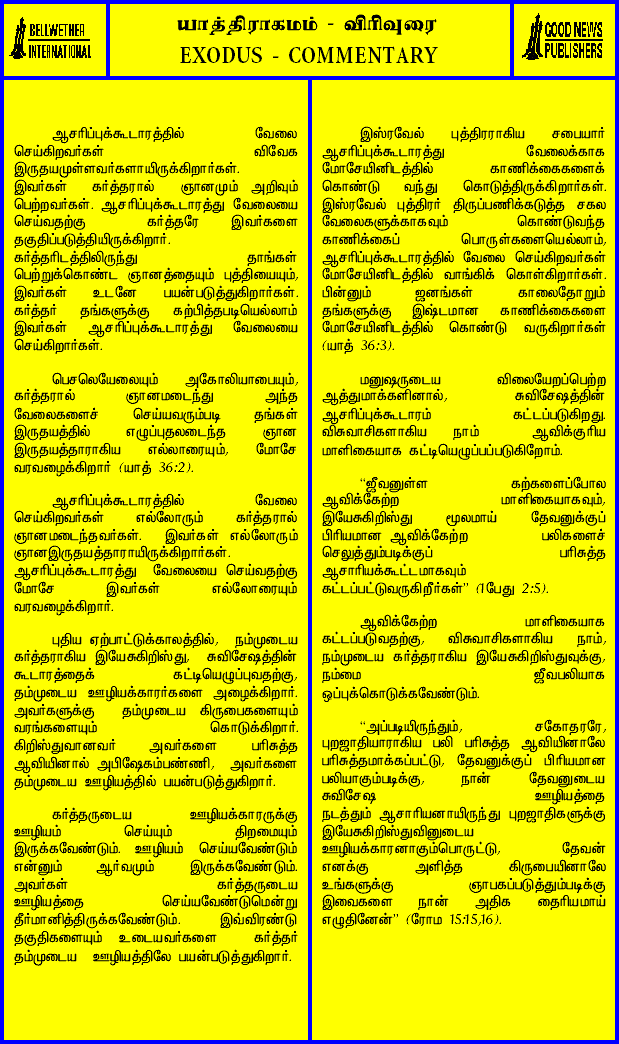 BELLWETHER
INTERNATIONAL
யாத்திராகமம் - விரிவுரை
EXODUS - COMMENTARY
GOOD NEWS
PUBLISHERS
ஆசரிப்புக்கூடாரத்தில் வேலை
செய்கிறவர்கள் விவேக
இருதயமுள்ளவர்களாயிருக்கிறார்கள்.
இவர்கள் கர்த்தரால் ஞானமும் அறிவும்
பெற்றவர்கள். ஆசரிப்புக்கூடாரத்து வேலையை
செய்வதற்கு கர்த்தரே இவர்களை
தகுதிப்படுத்தியிருக்கிறார்.
கர்த்தரிடத்திலிருந்து தாங்கள்
பெற்றுக்கொண்ட ஞானத்தையும் புத்தியையும்,
இவர்கள் உடனே பயன்படுத்துகிறார்கள்.
கர்த்தர் தங்களுக்கு கற்பித்தபடியெல்லாம்
இவர்கள் ஆசரிப்புக்கூடாரத்து வேலையை
செய்கிறார்கள்.
பெசலெயேலையும் அகோலியாபையும்,
கர்த்தரால் ஞானமடைந்து அந்த
வேலைகளைச் செய்யவரும்படி தங்கள்
இருதயத்தில் எழுப்புதலடைந்த ஞான
இருதயத்தாராகிய எல்லாரையும், மோசே
வரவழைக்கிறார் (யாத் 36:2).
ஆசரிப்புக்கூடாரத்தில் வேலை
செய்கிறவர்கள் எல்லோரும் கர்த்தரால்
ஞானமடைந்தவர்கள். இவர்கள் எல்லோரும்
ஞானஇருதயத்தாராயிருக்கிறார்கள்.
ஆசரிப்புக்கூடாரத்து வேலையை செய்வதற்கு
மோசே இவர்கள் எல்லோரையும்
வரவழைக்கிறார்.
புதிய ஏற்பாட்டுக்காலத்தில், நம்முடைய
கர்த்தராகிய இயேசுகிறிஸ்து, சுவிசேஷத்தின்
கூடாரத்தைக் கட்டியெழுப்புவதற்கு,
தம்முடைய ஊழியக்காரர்களை அழைக்கிறார்.
அவர்களுக்கு தம்முடைய கிருபைகளையும்
வரங்களையும் கொடுக்கிறார்.
கிறிஸ்துவானவர் அவர்களை பரிசுத்த
ஆவியினால் அபிஷேகம்பண்ணி, அவர்களை
தம்முடைய ஊழியத்தில் பயன்படுத்துகிறார்.
கர்த்தருடைய ஊழியக்காரருக்கு
ஊழியம் செய்யும் திறமையும்
இருக்கவேண்டும். ஊழியம் செய்யவேண்டும்
என்னும் ஆர்வமும் இருக்கவேண்டும்.
அவர்கள் கர்த்தருடைய
ஊழியத்தை செய்யவேண்டுமென்று
தீர்மானித்திருக்கவேண்டும். இவ்விரண்டு
தகுதிகளையும் உடையவர்களை கர்த்தர்
தம்முடைய ஊழியத்திலே பயன்படுத்துகிறார்.
இஸ்ரவேல் புத்திரராகிய சபையார்
ஆசரிப்புக்கூடாரத்து வேலைக்காக
மோசேயினிடத்தில் காணிக்கைகளைக்
கொண்டு வந்து கொடுத்திருக்கிறார்கள்.
இஸ்ரவேல் புத்திரர் திருப்பணிக்கடுத்த சகல
வேலைகளுக்காகவும் கொண்டுவந்த
காணிக்கைப் பொருள்களையெல்லாம்,
ஆசரிப்புக்கூடாரத்தில் வேலை செய்கிறவர்கள்
மோசேயினிடத்தில் வாங்கிக் கொள்கிறார்கள்.
பின்னும் ஜனங்கள் காலைதோறும்
தங்களுக்கு இஷ்டமான காணிக்கைகளை
மோசேயினிடத்தில் கொண்டு வருகிறார்கள்
(யாத் 36:3).
மனுஷருடைய விலையேறப்பெற்ற
ஆத்துமாக்களினால், சுவிசேஷத்தின்
ஆசரிப்புக்கூடாரம் கட்டப்படுகிறது.
விசுவாசிகளாகிய நாம் ஆவிக்குரிய
மாளிகையாக கட்டியெழுப்பப்படுகிறோம்.
“ஜீவனுள்ள கற்களைப்போல
ஆவிக்கேற்ற மாளிகையாகவும்,
இயேசுகிறிஸ்து மூலமாய் தேவனுக்குப்
பிரியமான ஆவிக்கேற்ற பலிகளைச்
செலுத்தும்படிக்குப் பரிசுத்த
ஆசாரியக்கூட்டமாகவும்
கட்டப்பட்டுவருகிறீர்கள்” (1பேது 2:5).
ஆவிக்கேற்ற மாளிகையாக
கட்டப்படுவதற்கு, விசுவாசிகளாகிய நாம்,
நம்முடைய கர்த்தராகிய இயேசுகிறிஸ்துவுக்கு,
நம்மை ஜீவபலியாக
ஒப்புக்கொடுக்கவேண்டும்.
“அப்படியிருந்தும், சகோதரரே,
புறஜாதியாராகிய பலி பரிசுத்த ஆவியினாலே
பரிசுத்தமாக்கப்பட்டு, தேவனுக்குப் பிரியமான
பலியாகும்படிக்கு, நான் தேவனுடைய
சுவிசேஷ ஊழியத்தை
நடத்தும் ஆசாரியனாயிருந்து புறஜாதிகளுக்கு
இயேசுகிறிஸ்துவினுடைய
ஊழியக்காரனாகும்பொருட்டு, தேவன்
எனக்கு அளித்த கிருபையினாலே
உங்களுக்கு ஞாபகப்படுத்தும்படிக்கு
இவைகளை நான் அதிக தைரியமாய்
எழுதினேன்” (ரோம 15:15,16).